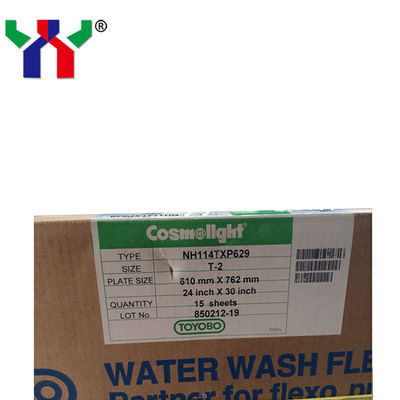 ®
Cosmolight
TYPE NH114TXP629
SIZE T-2
PLATE SIZE 610 mm X 762 mm
24 inch X 30 inch
QUANTITY 15 sheets
LOT No. 850212-19
TOYOBO
WATER WASH FLE
Partner for flexo, pr